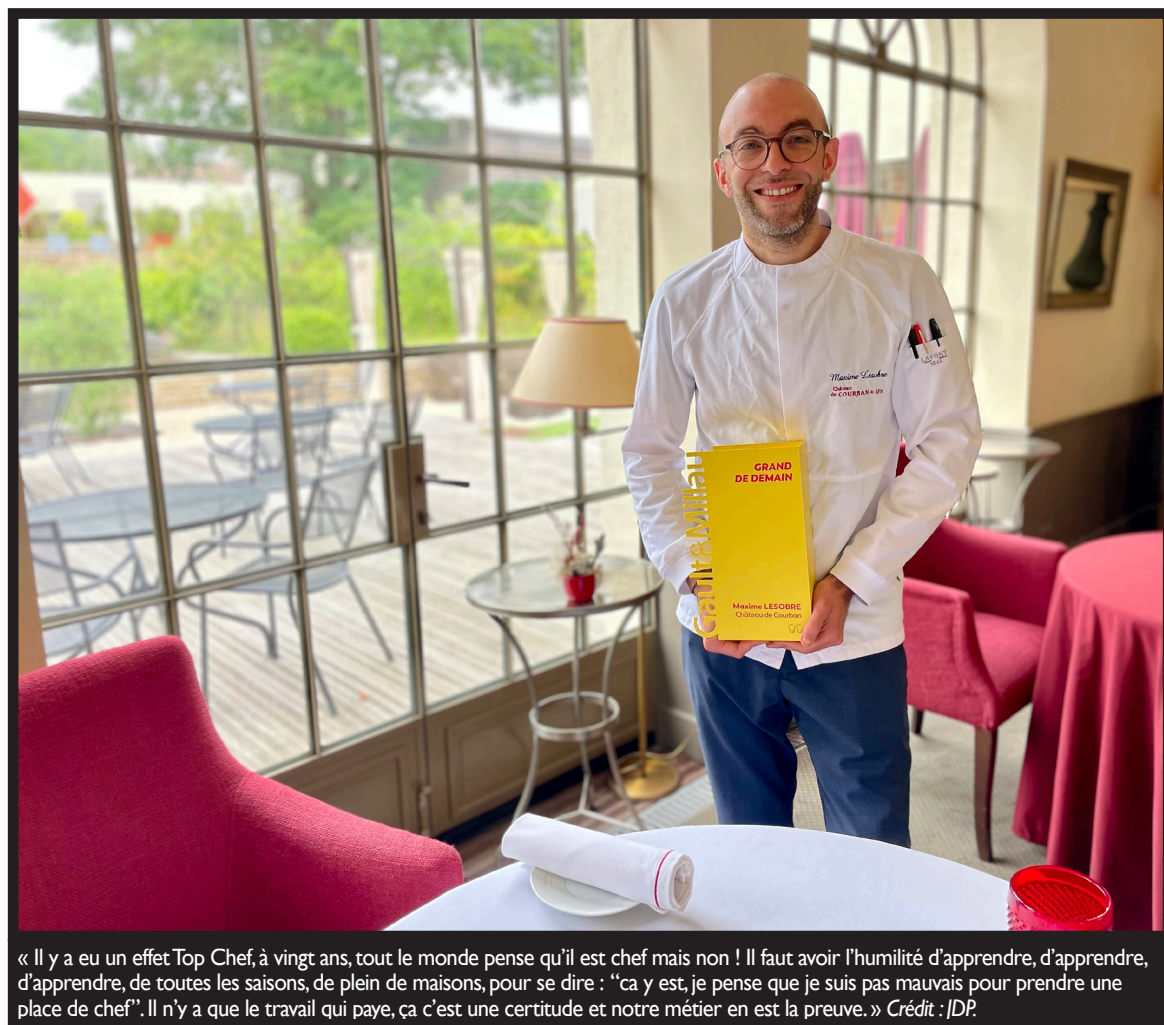 Maxime Lesobre
Château
de COURBAN & SPA
LAFONT
1844
Gault&Millau
GRAND
DE DEMAIN
Maxime LESOBRE
Château de Courban
« Il y a eu un effet Top Chef, à vingt ans, tout le monde pense qu’il est chef mais non ! Il faut avoir l’humilité d’apprendre, d’apprendre,
d’apprendre, de toutes les saisons, de plein de maisons, pour se dire : “ca y est, je pense que je suis pas mauvais pour prendre une
place de chef”. Il n’y a que le travail qui paye, ça c’est une certitude et notre métier en est la preuve. » Crédit : JDP.